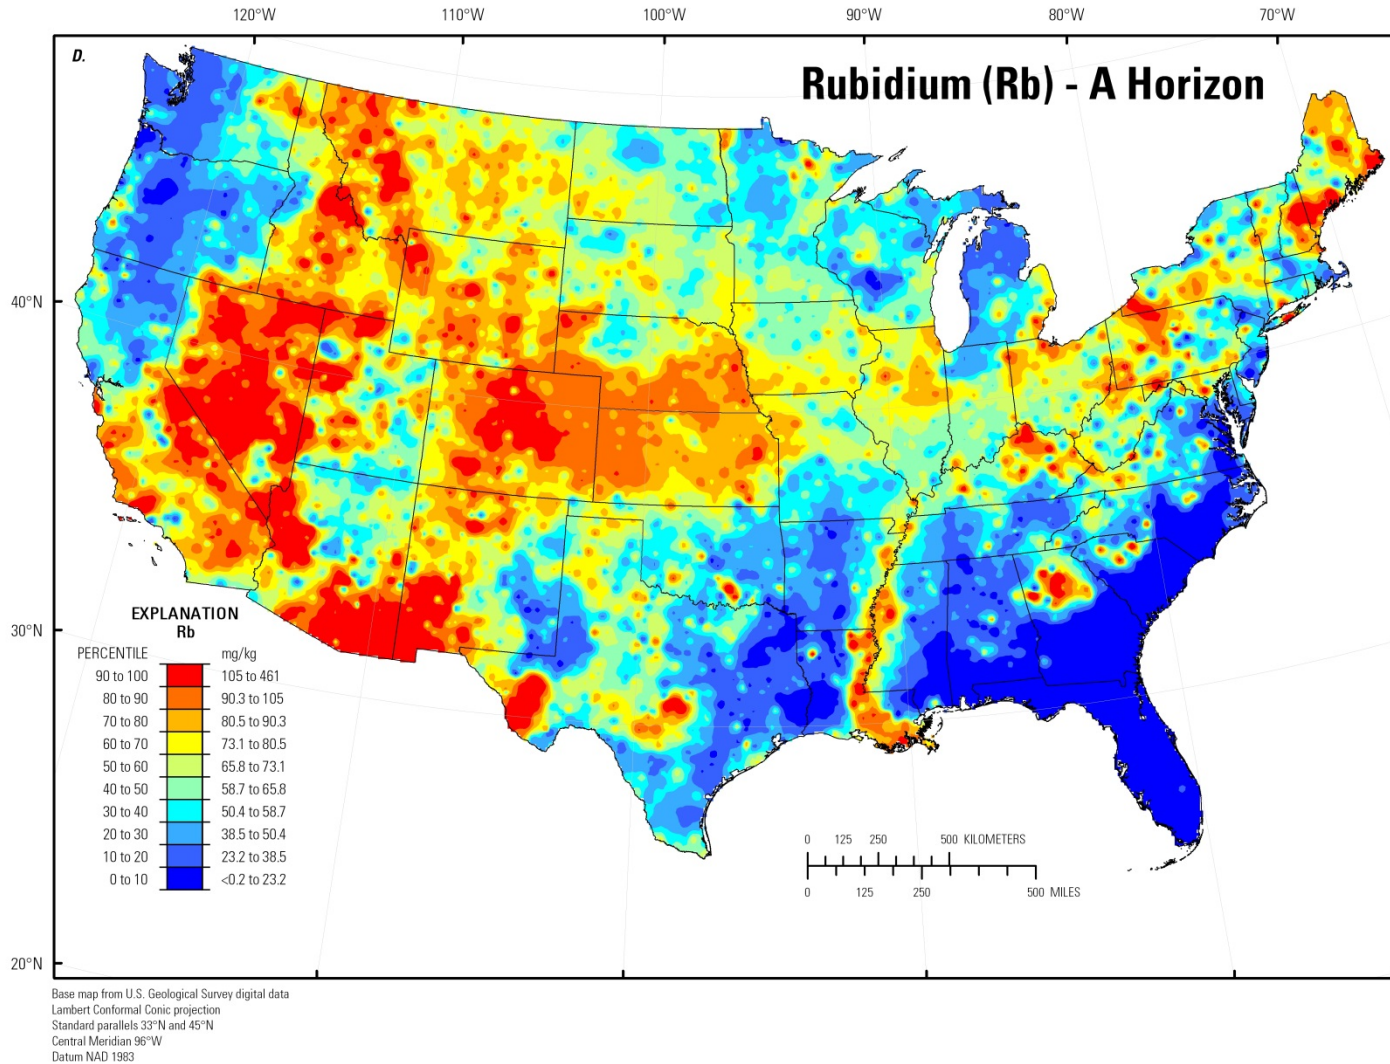 120°W 110°W 100°W 90°W 80°W 70°W
D.
Rubidium (Rb) - A Horizon
40°N
30°N
20°N
EXPLANATION
Rb
PERCENTILE mg/kg
90 to 100 105 to 461
80 to 90 90.3 to 105
70 to 80 80.5 to 90.3
60 to 70 73.1 to 80.5
50 to 60 65.8 to 73.1
40 to 50 58.7 to 65.8
30 to 40 50.4 to 58.7
20 to 30 38.5 to 50.4
10 to 20 23.2 to 38.5
0 to 10 <0.2 to 23.2
0 125 250 500 KILOMETERS
0 125 250 500 MILES
Base map from U.S. Geological Survey digital data
Lambert Conformal Conic projection
Standard parallels 33°N and 45°N
Central Meridian 96°W
Datum NAD 1983